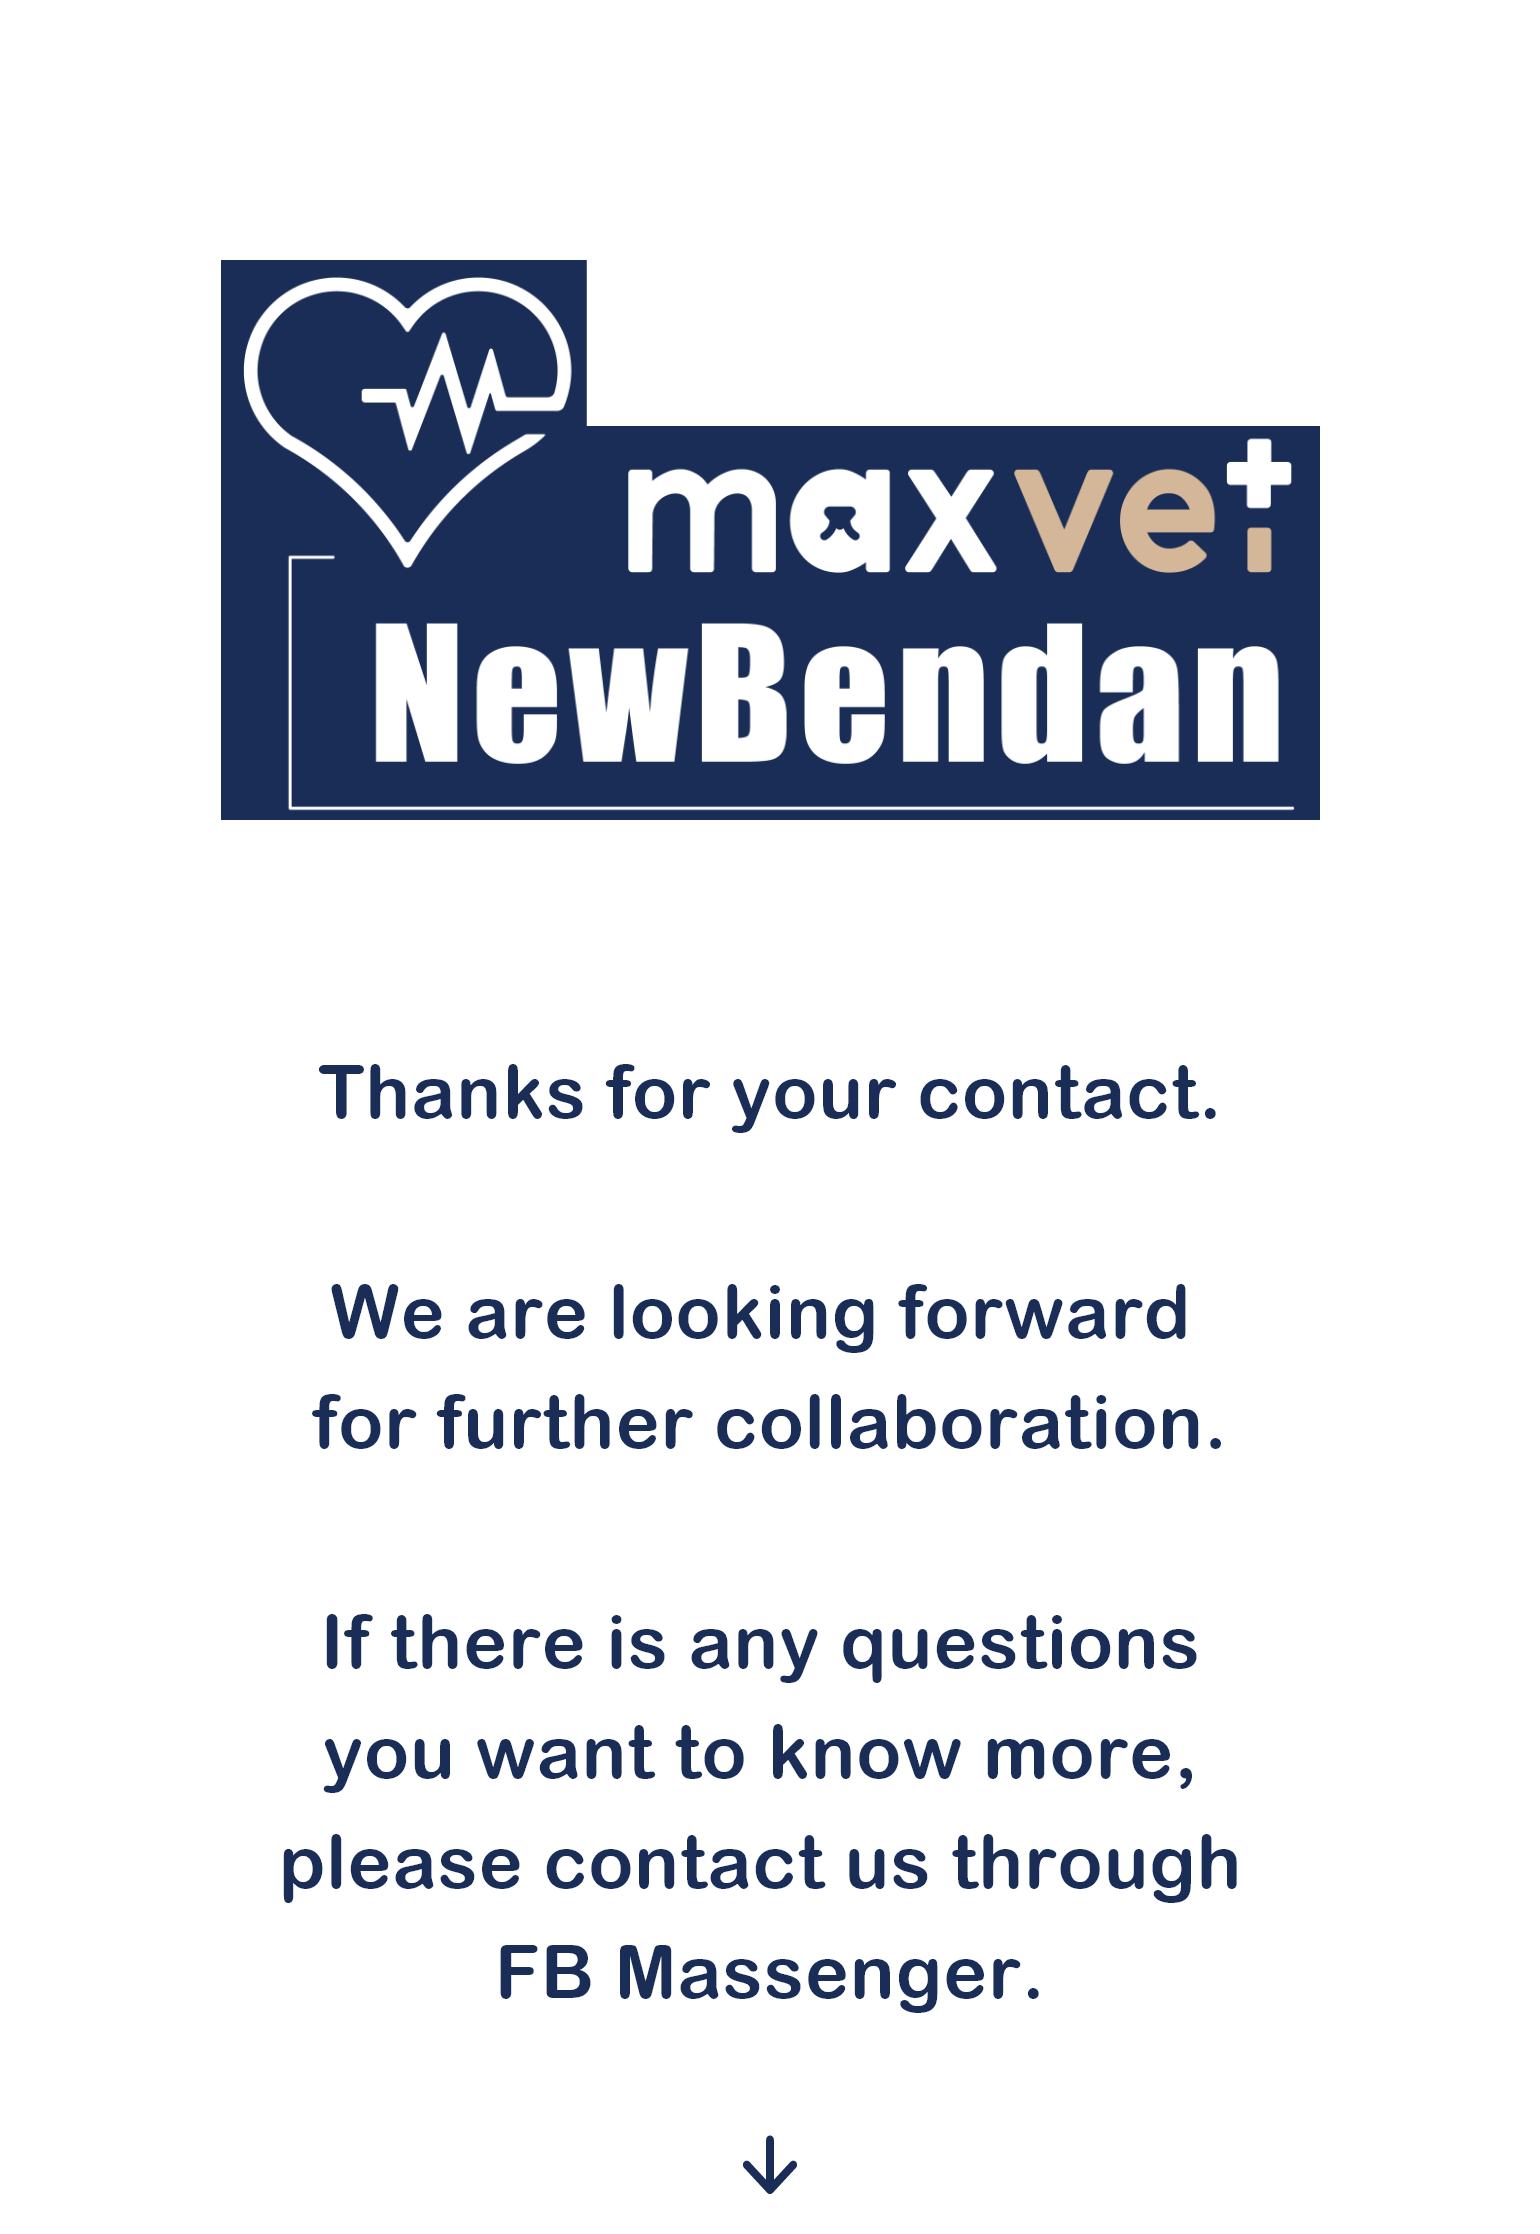 maxvet
NewBendan
Thanks for your contact.
We are looking forward
for further collaboration.
If there is any questions
you want to know more,
please contact us through
FB Massenger.